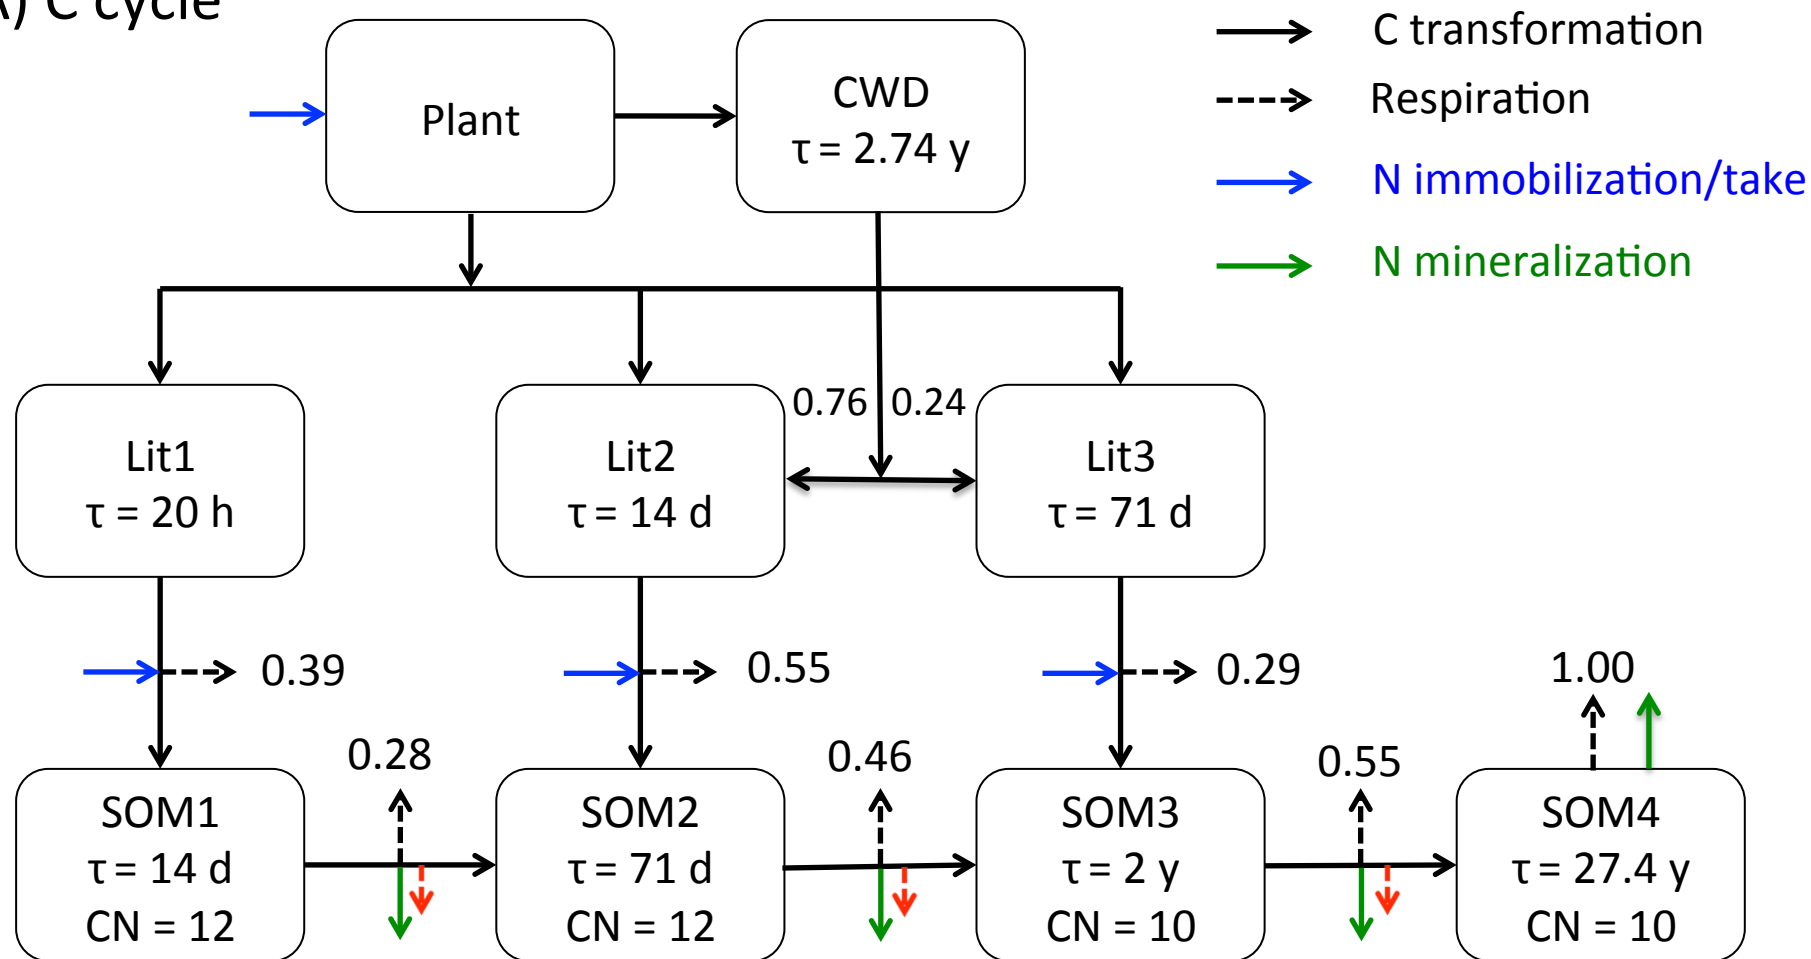 A) C cycle
C transformation
Respiration
N immobilization/take
N mineralization
Plant
CWD
τ = 2.74 y
0.76
0.24
Lit1
τ = 20 h
Lit2
τ = 14 d
Lit3
τ = 71 d
0.39
0.55
0.29
1.00
0.28
0.46
0.55
SOM1
τ = 14 d
CN = 12
SOM2
τ = 71 d
CN = 12
SOM3
τ = 2 y
CN = 10
SOM4
τ = 27.4 y
CN = 10